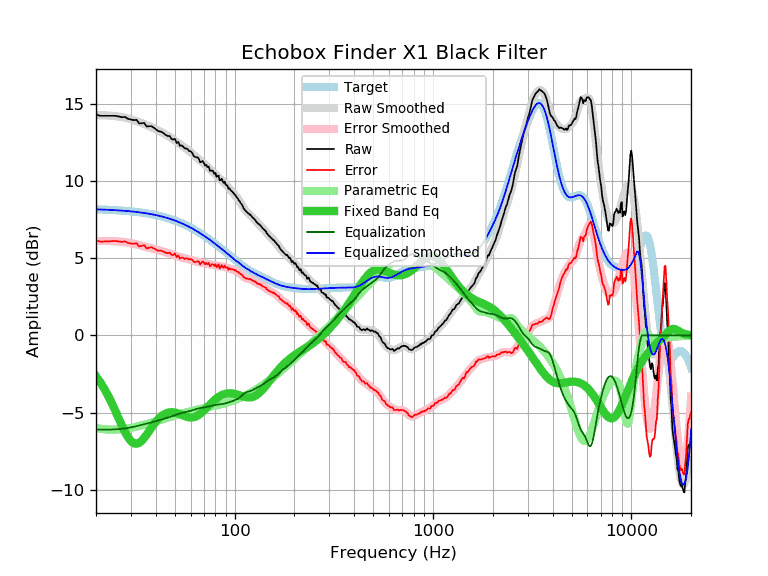 Echobox Finder X1 Black Filter
Target
Raw Smoothed
Error Smoothed
Raw
Error
Parametric Eq
Fixed Band Eq
Equalization
Equalized smoothed
Amplitude (dBr)
15
10
5
0
−5
−10
100
1000
10000
Frequency (Hz)